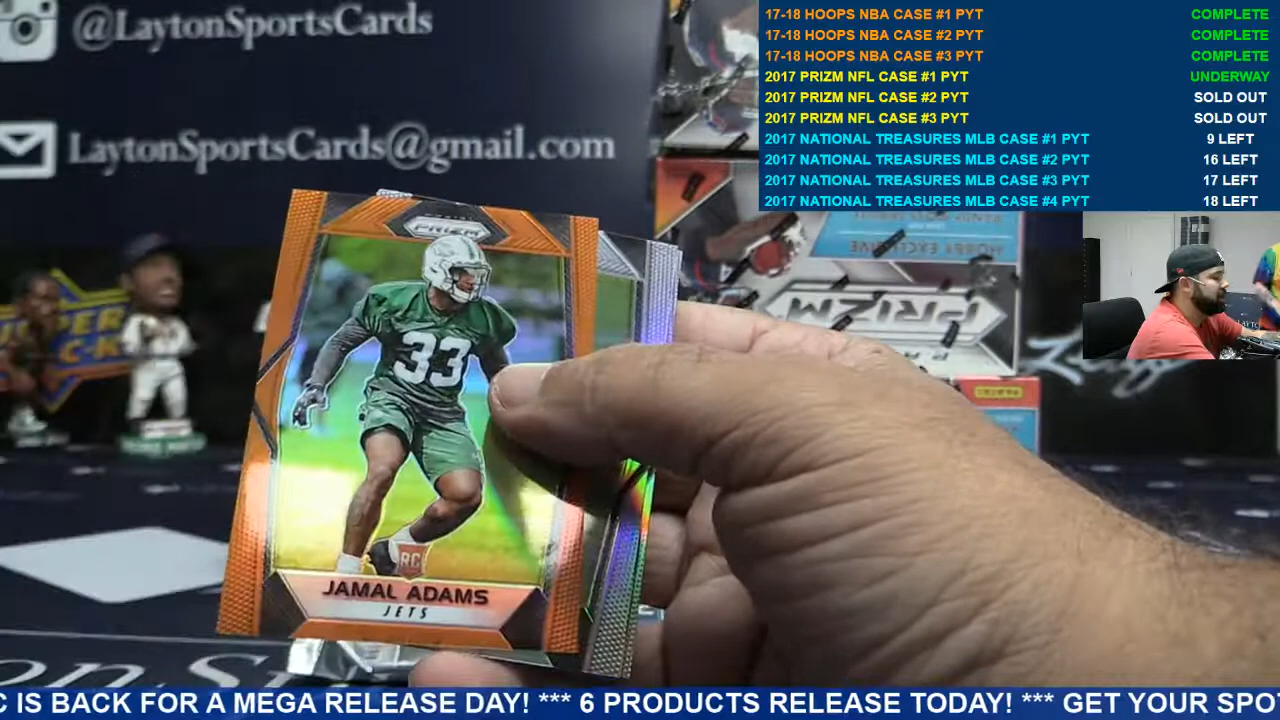 @LaytonSportsCards
LaytonSportsCards@gmail.com
17-18 HOOPS NBA CASE #1 PYT COMPLETE
17-18 HOOPS NBA CASE #2 PYT COMPLETE
17-18 HOOPS NBA CASE #3 PYT COMPLETE
2017 PRIZM NFL CASE #1 PYT UNDERWAY
2017 PRIZM NFL CASE #2 PYT SOLD OUT
2017 PRIZM NFL CASE #3 PYT SOLD OUT
2017 NATIONAL TREASURES MLB CASE #1 PYT 9 LEFT
2017 NATIONAL TREASURES MLB CASE #2 PYT 16 LEFT
2017 NATIONAL TREASURES MLB CASE #3 PYT 17 LEFT
2017 NATIONAL TREASURES MLB CASE #4 PYT 18 LEFT
HOBBY EXCLUSIVE
PRIZM
PANINI
PRIZM
33
RC
JAMAL ADAMS
JETS
C IS BACK FOR A MEGA RELEASE DAY! *** 6 PRODUCTS RELEASE TODAY! *** GET YOUR SPO